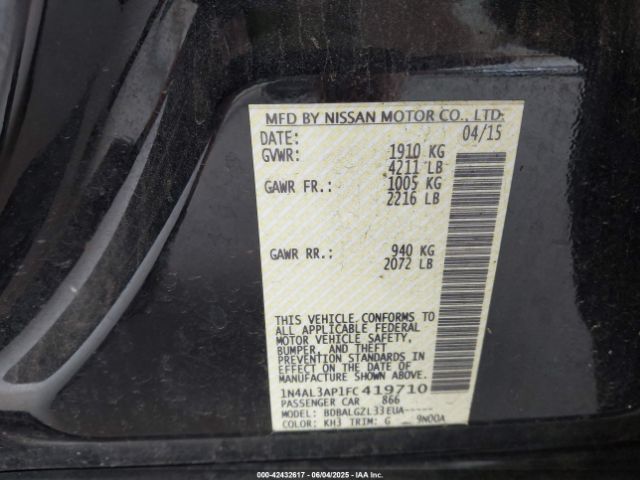 MFD BY NISSAN MOTOR CO., LTD.
DATE: 04/15
GVWR: 1910 KG
4211 LB
GAWR FR.: 1005 KG
2216 LB
GAWR RR.: 940 KG
2072 LB
THIS VEHICLE CONFORMS TO
ALL APPLICABLE FEDERAL
MOTOR VEHICLE SAFETY,
BUMPER, AND THEFT
PREVENTION STANDARDS IN
EFFECT ON THE DATE OF
MANUFACTURE SHOWN ABOVE.
1N4AL3AP1FC419710
PASSENGER CAR 866
MODEL: BDBALGZL33EUA-----
COLOR: KH3 TRIM: G 9N00A
000-42432617 - 06/04/2025 - IAA Inc.